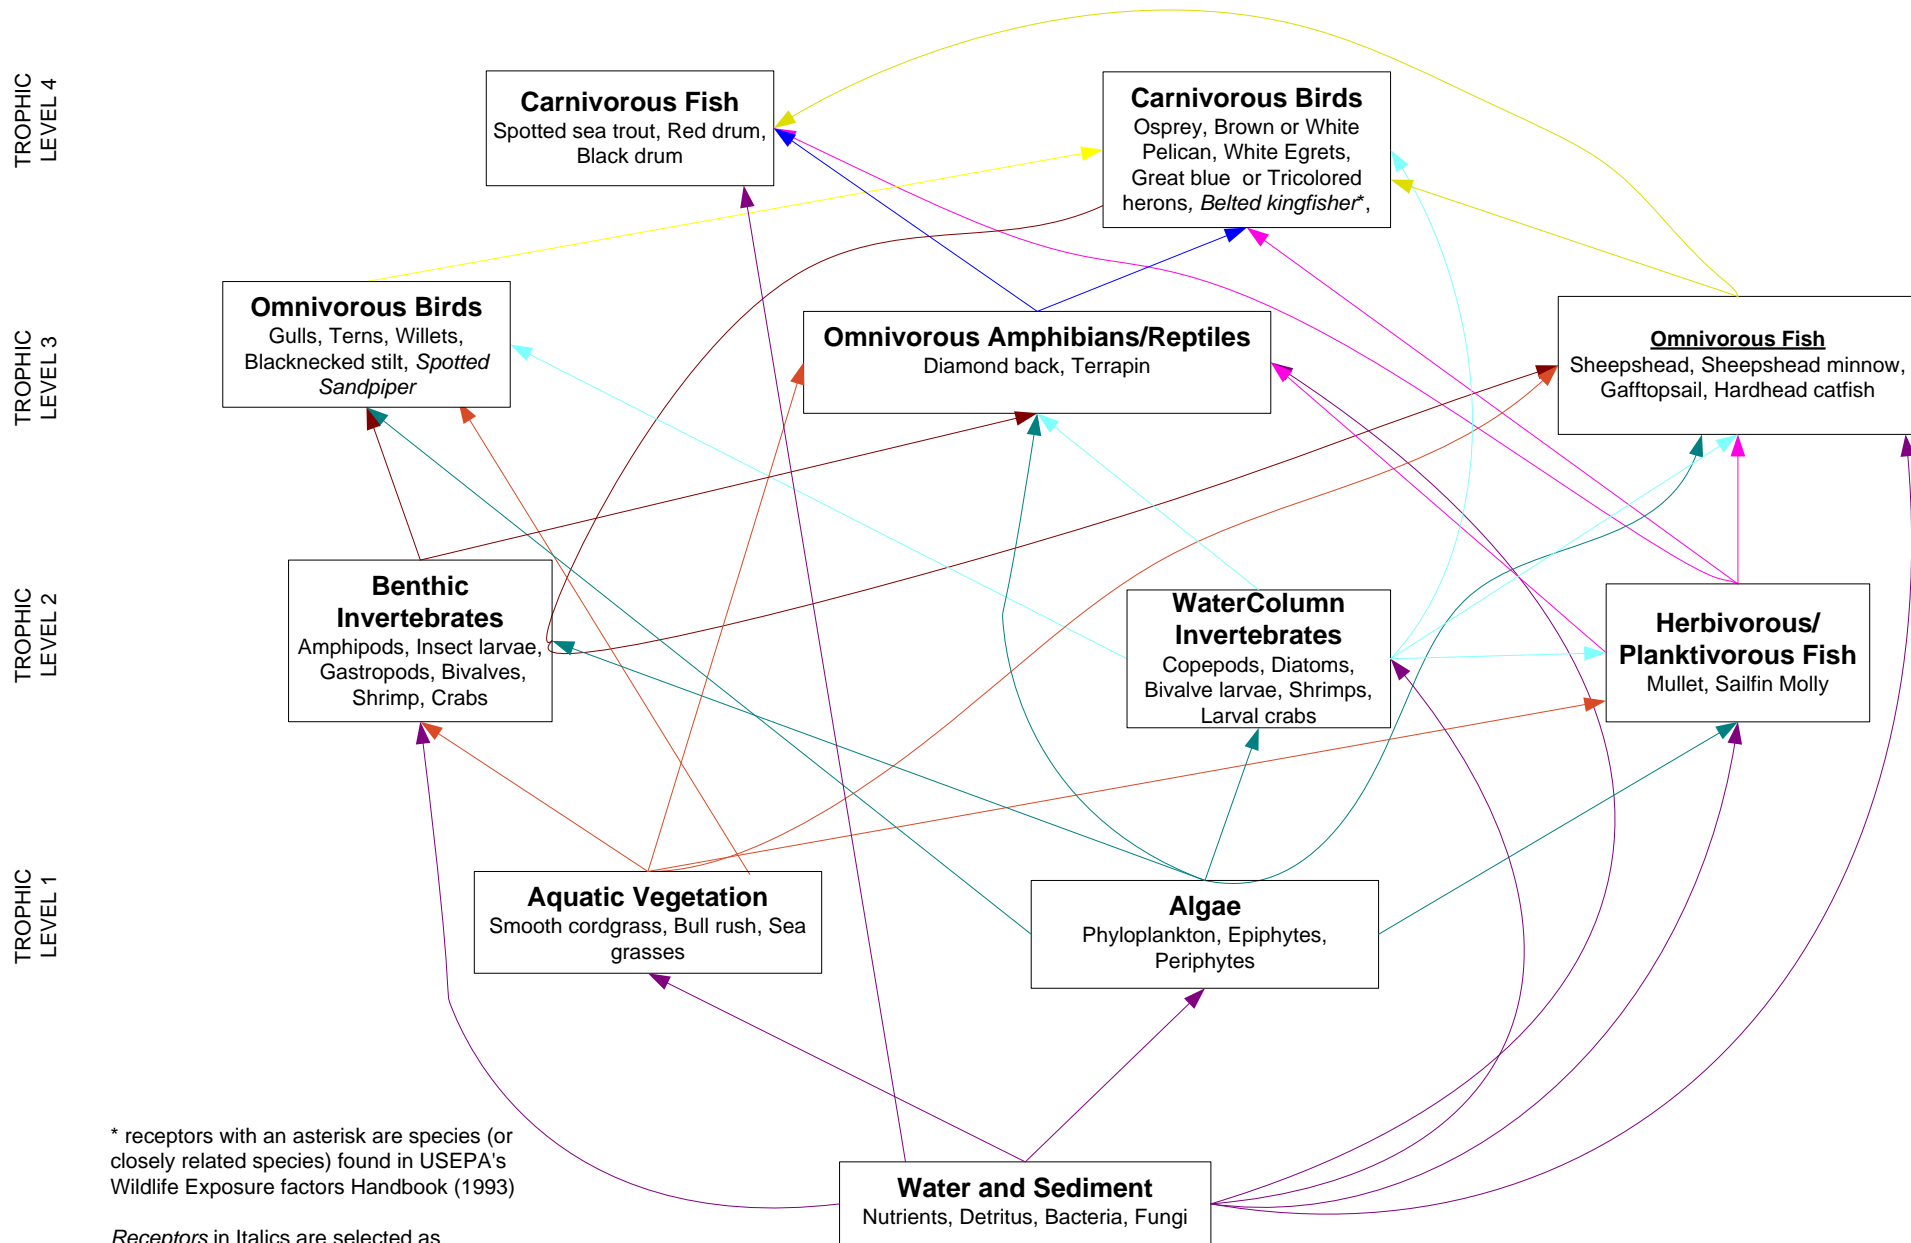 TROPHIC
LEVEL 4
Carnivorous Fish
Spotted sea trout, Red drum,
Black drum
Carnivorous Birds
Osprey, Brown or White
Pelican, White Egrets,
Great blue  or Tricolored
herons, Belted kingfisher*,
TROPHIC
LEVEL 3
Omnivorous Birds
Gulls, Terns, Willets,
Blacknecked stilt, Spotted
Sandpiper
Omnivorous Amphibians/Reptiles
Diamond back, Terrapin
Omnivorous Fish
Sheepshead, Sheepshead minnow,
Gafftopsail, Hardhead catfish
TROPHIC
LEVEL 2
Benthic
Invertebrates
Amphipods, Insect larvae,
Gastropods, Bivalves,
Shrimp, Crabs
WaterColumn
Invertebrates
Copepods, Diatoms,
Bivalve larvae, Shrimps,
Larval crabs
Herbivorous/
Planktivorous Fish
Mullet, Sailfin Molly
TROPHIC
LEVEL 1
Aquatic Vegetation
Smooth cordgrass, Bull rush, Sea
grasses
Algae
Phyloplankton, Epiphytes,
Periphytes
Water and Sediment
Nutrients, Detritus, Bacteria, Fungi
* receptors with an asterisk are species (or
closely related species) found in USEPA's
Wildlife Exposure factors Handbook (1993)
Receptors in Italics are selected as